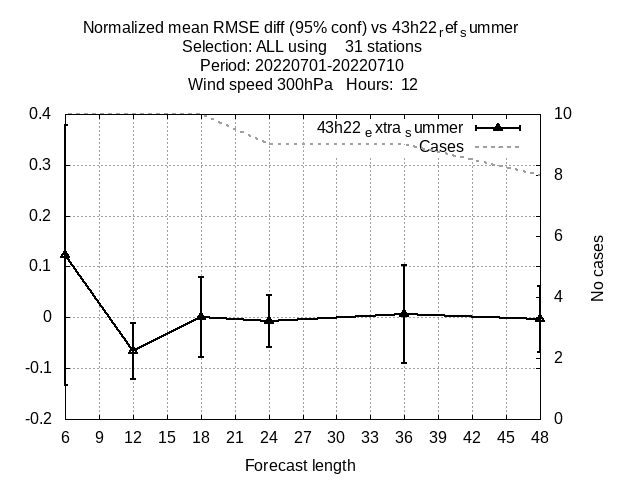 Normalized mean RMSE diff (95% conf) vs 43h22refsummer
Selection: ALL using 31 stations
Period: 20220701-20220710
Wind speed 300hPa Hours: 12
43h22 extrasummer
Cases
0.4
0.3
0.2
0.1
0
-0.1
-0.2
10
8
6
4
2
0
No cases
6 9 12 15 18 21 24 27 30 33 36 39 42 45 48
Forecast length